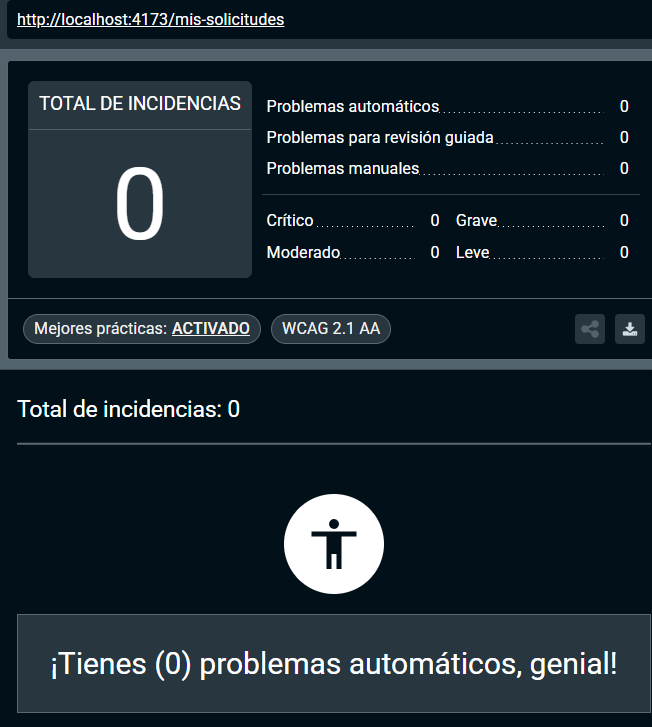 http://localhost:4173/mis-solicitudes
TOTAL DE INCIDENCIAS
0
Problemas automáticos 0
Problemas para revisión guiada 0
Problemas manuales 0
Crítico 0 Grave 0
Moderado 0 Leve 0
Mejores prácticas: ACTIVADO WCAG 2.1 AA
Total de incidencias: 0
¡Tienes (0) problemas automáticos, genial!